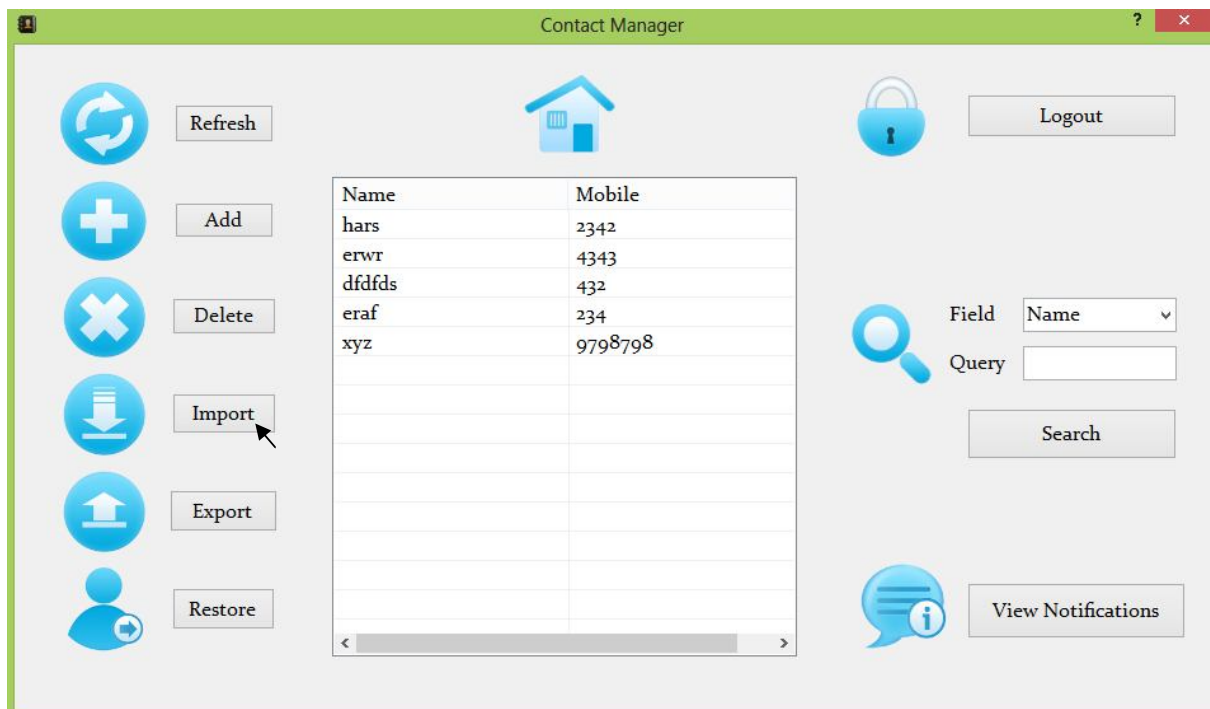 Contact Manager
?
Refresh
Logout
Add
Name Mobile
hars 2342
erwr 4343
dfdfds 432
eraf 234
xyz 9798798
Delete
Field Name
Query
Import
Search
Export
Restore
View Notifications
i